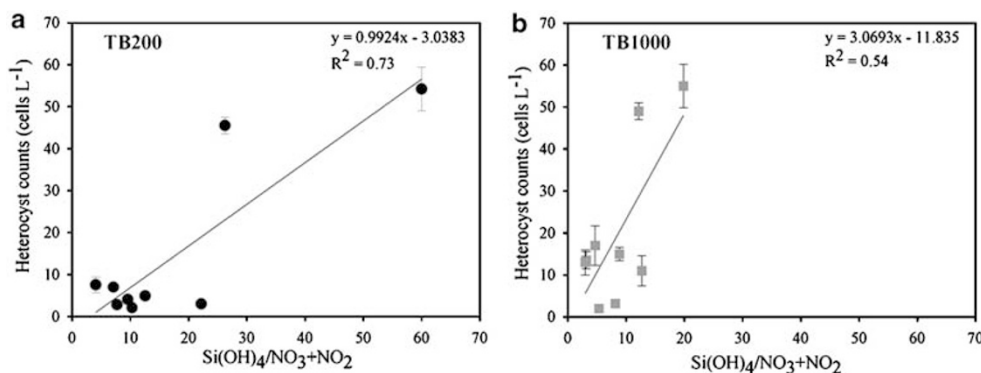 a
TB200
y = 0.9924x - 3.0383
R² = 0.73
Heterocyst counts (cells L⁻¹)
70
60
50
40
30
20
10
0
0 10 20 30 40 50 60 70
Si(OH)₄/NO₃+NO₂
b
TB1000
y = 3.0693x - 11.835
R² = 0.54
Heterocyst counts (cells L⁻¹)
70
60
50
40
30
20
10
0
0 10 20 30 40 50 60 70
Si(OH)₄/NO₃+NO₂